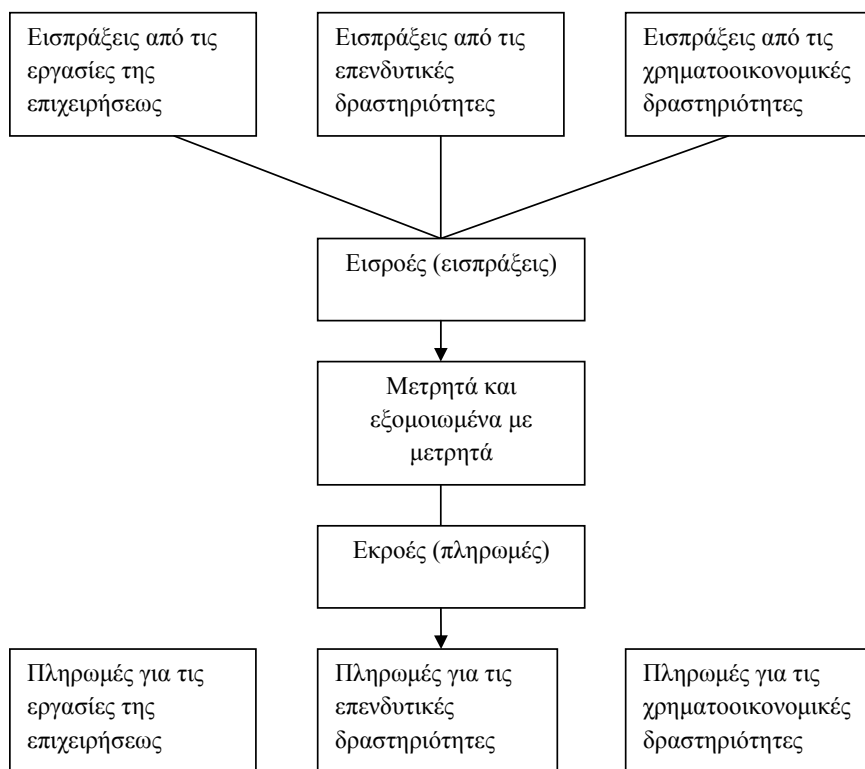 Εισπράξεις από τις
εργασίες της
επιχειρήσεως
Εισπράξεις από τις
επενδυτικές
δραστηριότητες
Εισπράξεις από τις
χρηματοοικονομικές
δραστηριότητες
Εισροές (εισπράξεις)
Μετρητά και
εξομοιωμένα με
μετρητά
Εκροές (πληρωμές)
Πληρωμές για τις
εργασίες της
επιχειρήσεως
Πληρωμές για τις
επενδυτικές
δραστηριότητες
Πληρωμές για τις
χρηματοοικονομικές
δραστηριότητες